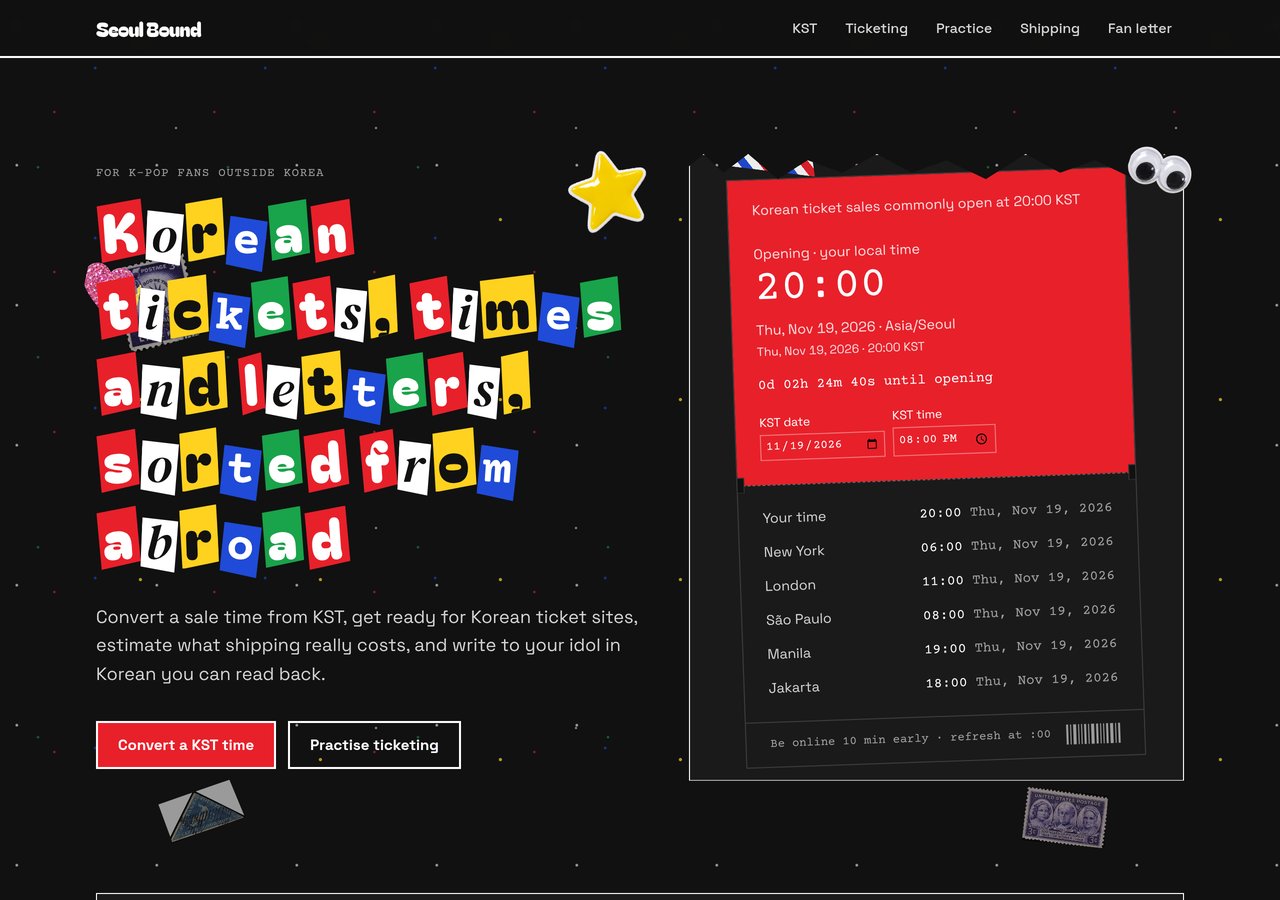 Seoul Bound
KST Ticketing Practice Shipping Fan letter
FOR K-POP FANS OUTSIDE KOREA
Korean
tickets, times
and letters,
sorted from
abroad
Convert a sale time from KST, get ready for Korean ticket sites,
estimate what shipping really costs, and write to your idol in
Korean you can read back.
Convert a KST time
Practise ticketing
Korean ticket sales commonly open at 20:00 KST
Opening · your local time
20:00
Thu, Nov 19, 2026 · Asia/Seoul
Thu, Nov 19, 2026 · 20:00 KST
0d 02h 24m 40s until opening
KST date KST time
11/19/2026 08:00 PM
Your time 20:00 Thu, Nov 19, 2026
New York 06:00 Thu, Nov 19, 2026
London 11:00 Thu, Nov 19, 2026
São Paulo 08:00 Thu, Nov 19, 2026
Manila 19:00 Thu, Nov 19, 2026
Jakarta 18:00 Thu, Nov 19, 2026
Be online 10 min early · refresh at :00
UNITED STATES POSTAGE
3¢ 3¢